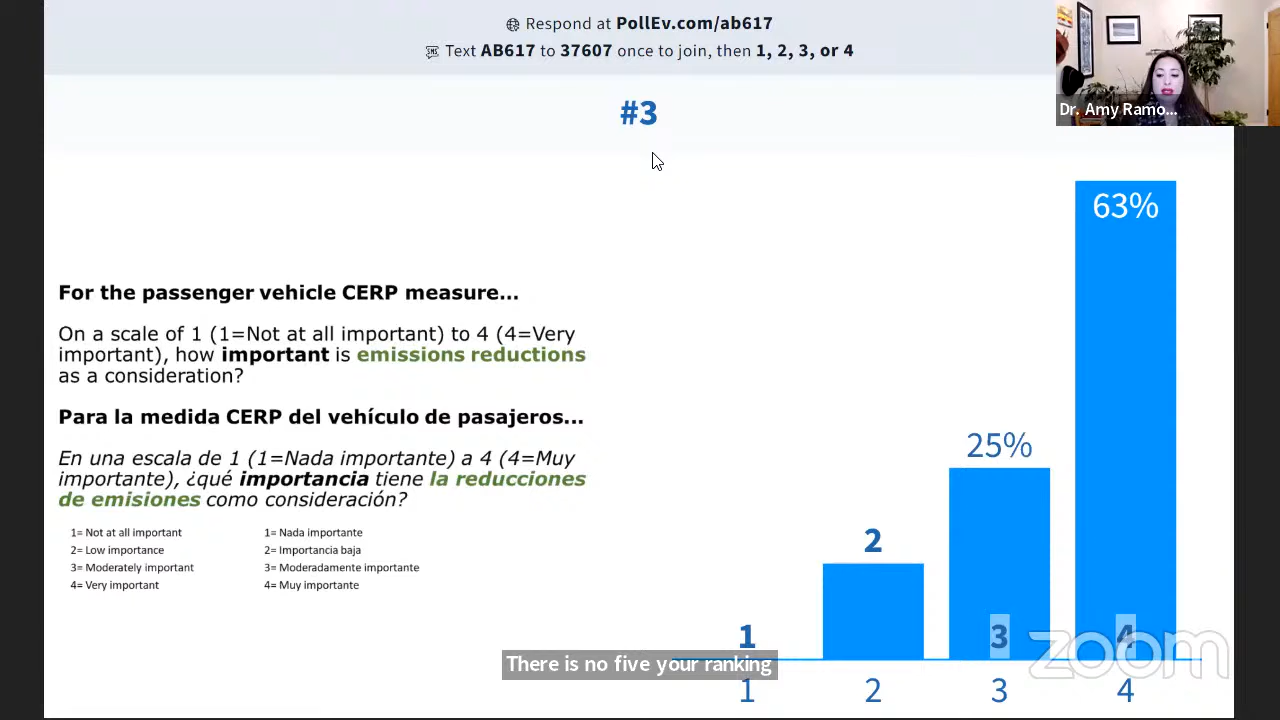 Respond at PollEv.com/ab617
Text AB617 to 37607 once to join, then 1, 2, 3, or 4
Dr. Amy Ramo...
#3
For the passenger vehicle CERP measure...
On a scale of 1 (1=Not at all important) to 4 (4=Very
important), how important is emissions reductions
as a consideration?
Para la medida CERP del vehículo de pasajeros...
En una escala de 1 (1=Nada importante) a 4 (4=Muy
importante), ¿qué importancia tiene la reducciones
de emisiones como consideración?
1= Not at all important
2= Low importance
3= Moderately important
4= Very important
1= Nada importante
2= Importancia baja
3= Moderadamente importante
4= Muy importante
63%
25%
2
1
3
4
1
2
3
4
There is no five your ranking
zoom